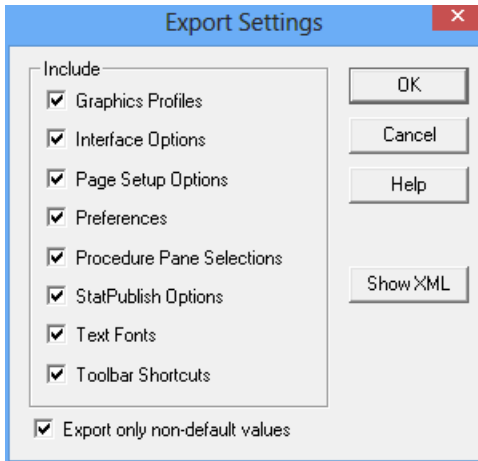 Export Settings
Include
Graphics Profiles
OK
Interface Options
Cancel
Page Setup Options
Help
Preferences
Procedure Pane Selections
Show XML
StatPublish Options
Text Fonts
Toolbar Shortcuts
Export only non-default values